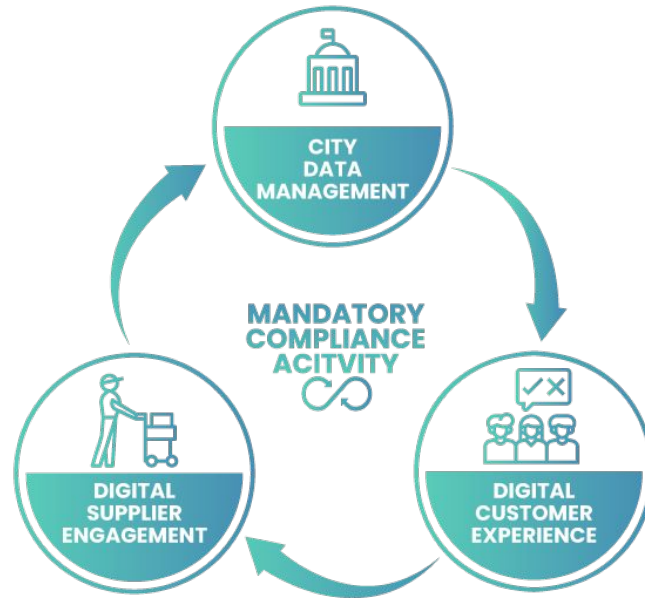 CITY
DATA
MANAGEMENT
MANDATORY
COMPLIANCE
ACITVITY
DIGITAL
SUPPLIER
ENGAGEMENT
DIGITAL
CUSTOMER
EXPERIENCE